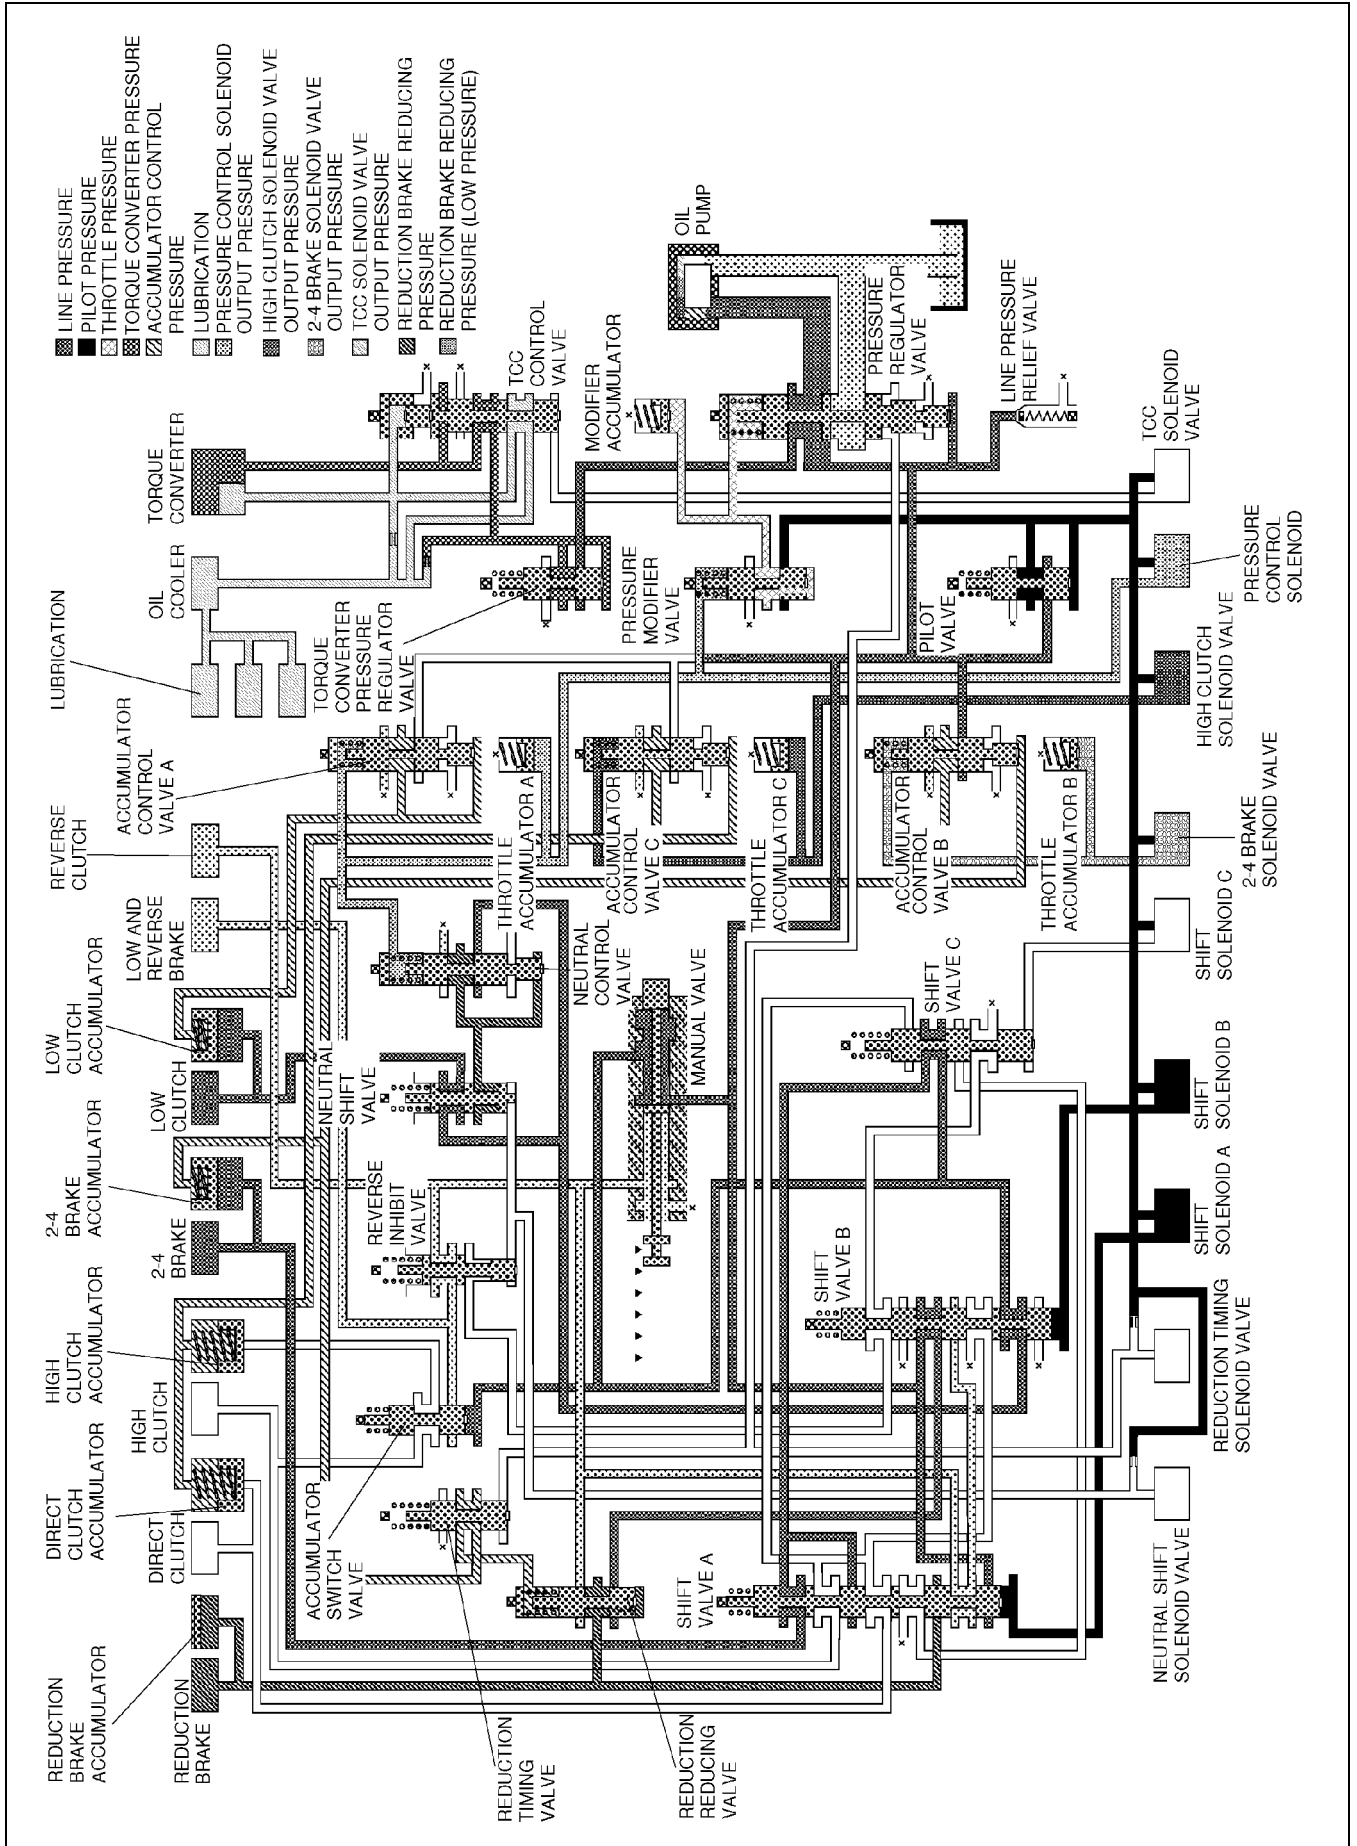 LINE PRESSURE
PILOT PRESSURE
THROTTLE PRESSURE
TORQUE CONVERTER PRESSURE
ACCUMULATOR CONTROL
PRESSURE
LUBRICATION
PRESSURE CONTROL SOLENOID
OUTPUT PRESSURE
HIGH CLUTCH SOLENOID VALVE
OUTPUT PRESSURE
2-4 BRAKE SOLENOID VALVE
OUTPUT PRESSURE
TCC SOLENOID VALVE
OUTPUT PRESSURE
REDUCTION BRAKE REDUCING
PRESSURE
REDUCTION BRAKE REDUCING
PRESSURE (LOW PRESSURE)
REDUCTION
BRAKE
ACCUMULATOR
REDUCTION
BRAKE
DIRECT
CLUTCH
ACCUMULATOR
DIRECT
CLUTCH
HIGH
CLUTCH
ACCUMULATOR
HIGH
CLUTCH
2-4
BRAKE
ACCUMULATOR
2-4
BRAKE
LOW
CLUTCH
ACCUMULATOR
LOW
CLUTCH
LOW AND
REVERSE
BRAKE
REVERSE
CLUTCH
ACCUMULATOR
CONTROL
VALVE A
LUBRICATION
OIL
COOLER
TORQUE
CONVERTER
TCC
CONTROL
VALVE
TORQUE
CONVERTER
PRESSURE
REGULATOR
VALVE
NEUTRAL
SHIFT
VALVE
REVERSE
INHIBIT
VALVE
ACCUMULATOR
SWITCH
VALVE
REDUCTION
TIMING
VALVE
REDUCTION
REDUCING
VALVE
NEUTRAL
CONTROL
VALVE
MANUAL VALVE
THROTTLE
ACCUMULATOR A
ACCUMULATOR
CONTROL
VALVE C
THROTTLE
ACCUMULATOR C
ACCUMULATOR
CONTROL
VALVE B
THROTTLE
ACCUMULATOR B
MODIFIER
ACCUMULATOR
PRESSURE
MODIFIER
VALVE
OIL
PUMP
PRESSURE
REGULATOR
VALVE
LINE PRESSURE
RELIEF VALVE
PILOT
VALVE
SHIFT
VALVE A
SHIFT
VALVE B
SHIFT
VALVE C
NEUTRAL SHIFT
SOLENOID VALVE
REDUCTION TIMING
SOLENOID VALVE
SHIFT
SOLENOID A
SHIFT
SOLENOID B
SHIFT
SOLENOID C
2-4 BRAKE
SOLENOID VALVE
HIGH CLUTCH
SOLENOID VALVE
PRESSURE
CONTROL
SOLENOID
TCC
SOLENOID
VALVE